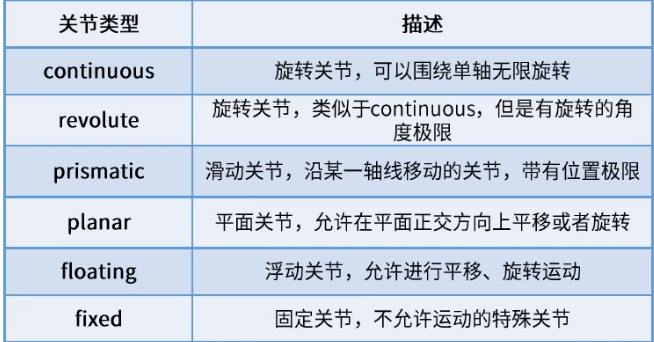 关节类型 描述
continuous 旋转关节，可以围绕单轴无限旋转
revolute 旋转关节，类似于continuous，但是有旋转的角
度极限
prismatic 滑动关节，沿某一轴线移动的关节，带有位置极限
planar 平面关节，允许在平面正交方向上平移或者旋转
floating 浮动关节，允许进行平移、旋转运动
fixed 固定关节，不允许运动的特殊关节